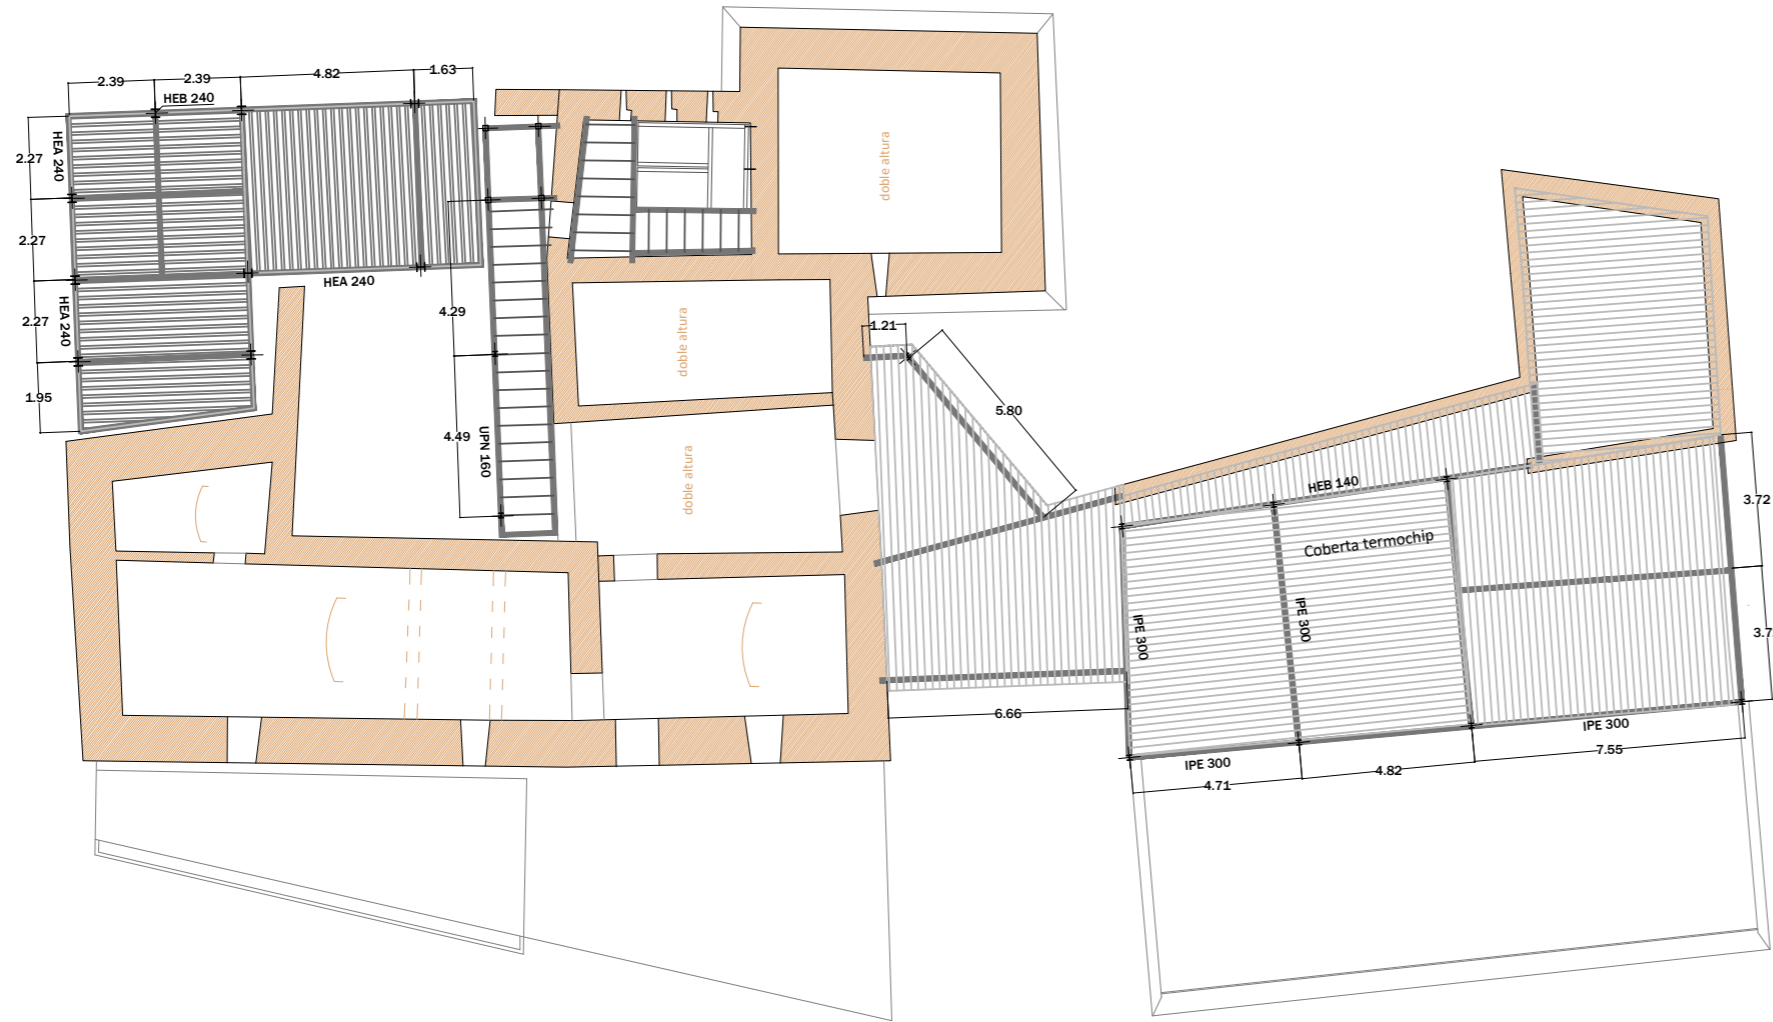 2.39
2.39
4.82
1.63
HEB 240
HEA 240
2.27
2.27
HEA 240
2.27
HEA 240
1.95
4.29
4.49
UPN 160
doble altura
doble altura
doble altura
1.21
5.80
HEB 140
Coberta termochip
3.72
3.7
IPE 300
IPE 300
6.66
IPE 300
IPE 300
4.71
4.82
7.55